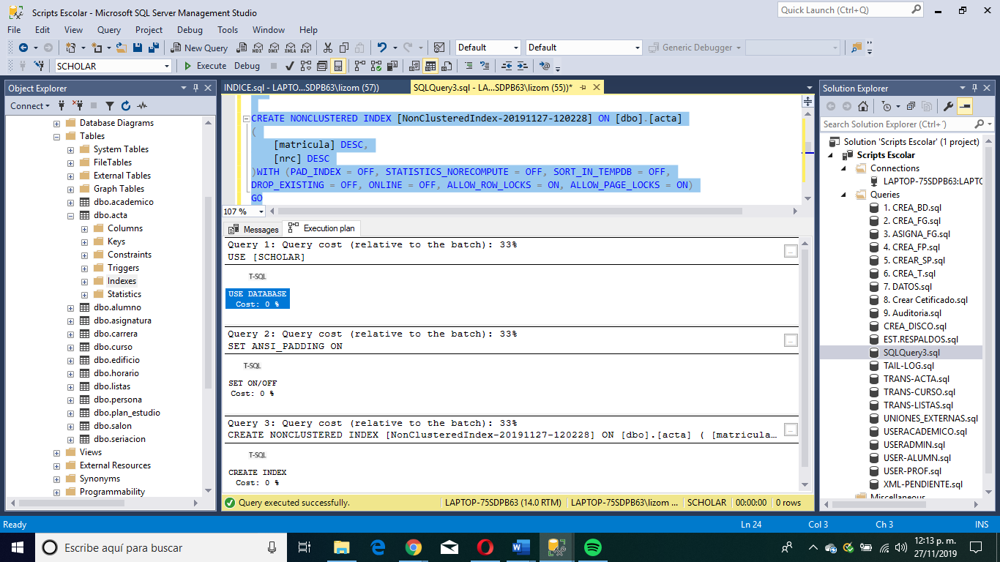 Scripts Escolar - Microsoft SQL Server Management Studio
Quick Launch (Ctrl+Q)
File Edit View Query Project Debug Tools Window Help
New Query MDX DMX XMLA DAX Default Default Generic Debugger
SCHOLAR Execute Debug
Object Explorer
Connect
Database Diagrams
Tables
System Tables
FileTables
External Tables
Graph Tables
dbo.academico
dbo.acta
Columns
Keys
Constraints
Triggers
Indexes
Statistics
dbo.alumno
dbo.asignatura
dbo.carrera
dbo.curso
dbo.edificio
dbo.horario
dbo.listas
dbo.persona
dbo.plan_estudio
dbo.salon
dbo.seriacion
Views
External Resources
Synonyms
Programmability
INDICE.sql - LAPTO...SDPB63\lizom (57)) SQLQuery3.sql - LA...SDPB63\lizom (55))*
CREATE NONCLUSTERED INDEX [NonClusteredIndex-20191127-120228] ON [dbo].[acta]
(
[matricula] DESC,
[nrc] DESC
)WITH (PAD_INDEX = OFF, STATISTICS_NORECOMPUTE = OFF, SORT_IN_TEMPDB = OFF,
DROP_EXISTING = OFF, ONLINE = OFF, ALLOW_ROW_LOCKS = ON, ALLOW_PAGE_LOCKS = ON)
GO
107 %
Messages Execution plan
Query 1: Query cost (relative to the batch): 33%
USE [SCHOLAR]
...
T-SQL
USE DATABASE
Cost: 0 %
Query 2: Query cost (relative to the batch): 33%
SET ANSI_PADDING ON
...
T-SQL
SET ON/OFF
Cost: 0 %
Query 3: Query cost (relative to the batch): 33%
CREATE NONCLUSTERED INDEX [NonClusteredIndex-20191127-120228] ON [dbo].[acta] ( [matricula...
...
T-SQL
CREATE INDEX
Cost: 0 %
Query executed successfully. LAPTOP-75SDPB63 (14.0 RTM) LAPTOP-75SDPB63\lizom ... SCHOLAR 00:00:00 0 rows
Solution Explorer
Search Solution Explorer (Ctrl+´)
Solution 'Scripts Escolar' (1 project)
Scripts Escolar
Connections
LAPTOP-75SDPB63:LAPTO
Queries
1. CREA_BD.sql
2. CREA_FG.sql
3. ASIGNA_FG.sql
4. CREA_FP.sql
5. CREAR_SP.sql
6. CREA_T.sql
7. DATOS.sql
8. Crear Cetificado.sql
9. Auditoria.sql
CREA_DISCO.sql
EST.RESPALDOS.sql
SQLQuery3.sql
TAIL-LOG.sql
TRANS-ACTA.sql
TRANS-CURSO.sql
TRANS-LISTAS.sql
UNIONES_EXTERNAS.sql
USERACADEMICO.sql
USERADMIN.sql
USER-ALUMN.sql
USER-PROF.sql
XML-PENDIENTE.sql
Miscellaneous
Ready Ln 24 Col 3 Ch 3 INS
Escribe aquí para buscar
12:13 p. m.
27/11/2019